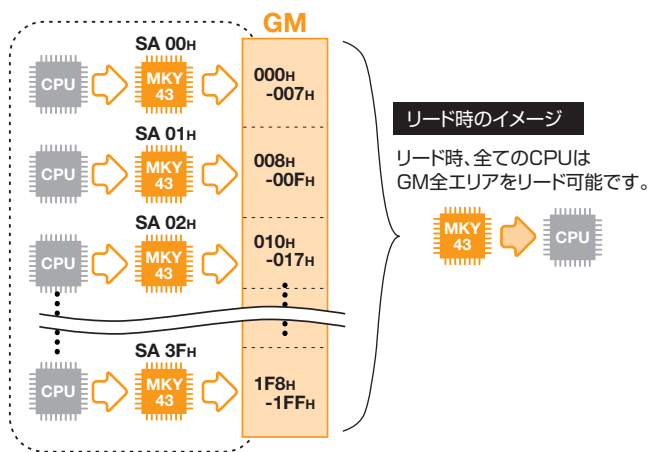 GM
SA 00H
CPU
MKY
43
000H
-007H
SA 01H
CPU
MKY
43
008H
-00FH
SA 02H
CPU
MKY
43
010H
-017H
SA 3FH
CPU
MKY
43
1F8H
-1FFH
リード時のイメージ
リード時、全てのCPUは
GM全エリアをリード可能です。
MKY
43
CPU